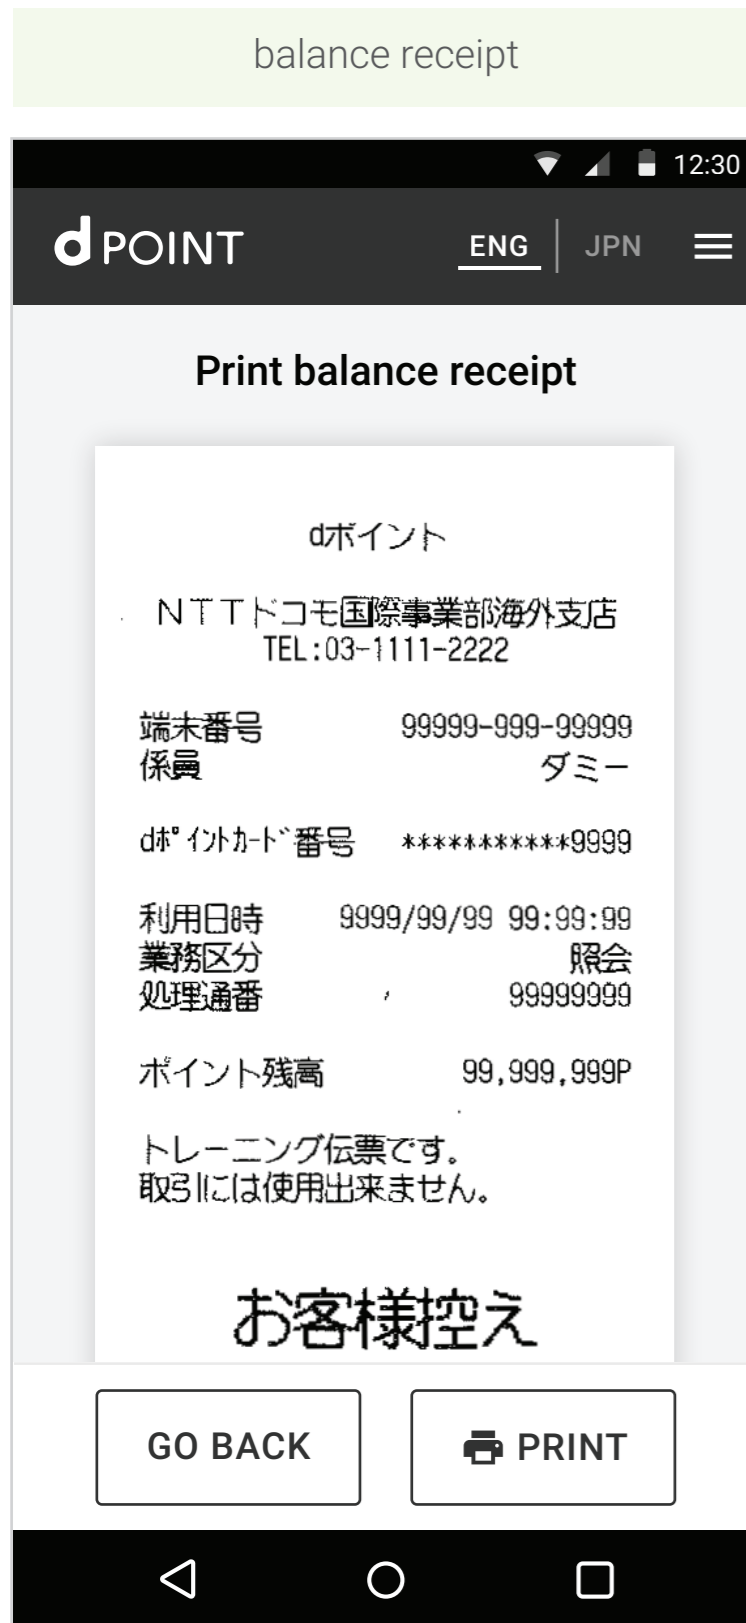 balance receipt
12:30
d POINT ENG JPN
Print balance receipt
dポイント
NTTドコモ国際事業部海外支店
TEL:03-1111-2222
端末番号 99999-999-99999
係員 ダミー
dﾎﾟｲﾝﾄｶｰﾄﾞ番号 ***********9999
利用日時 9999/99/99 99:99:99
業務区分 照会
処理通番 99999999
ポイント残高 99,999,999P
トレーニング伝票です。
取引には使用出来ません。
お客様控え
GO BACK PRINT